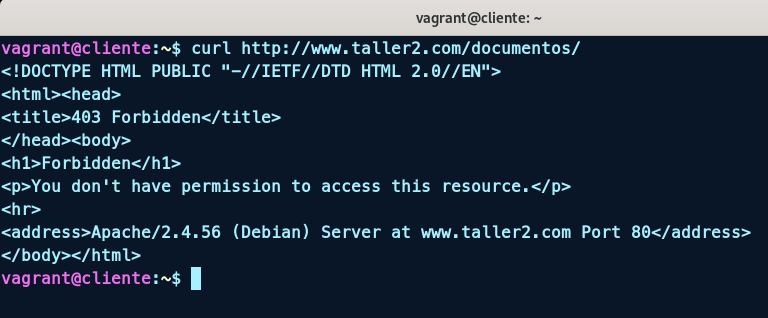 vagrant@cliente: ~
vagrant@cliente:~$ curl http://www.taller2.com/documentos/
<!DOCTYPE HTML PUBLIC "-//IETF//DTD HTML 2.0//EN">
<html><head>
<title>403 Forbidden</title>
</head><body>
<h1>Forbidden</h1>
<p>You don't have permission to access this resource.</p>
<hr>
<address>Apache/2.4.56 (Debian) Server at www.taller2.com Port 80</address>
</body></html>
vagrant@cliente:~$